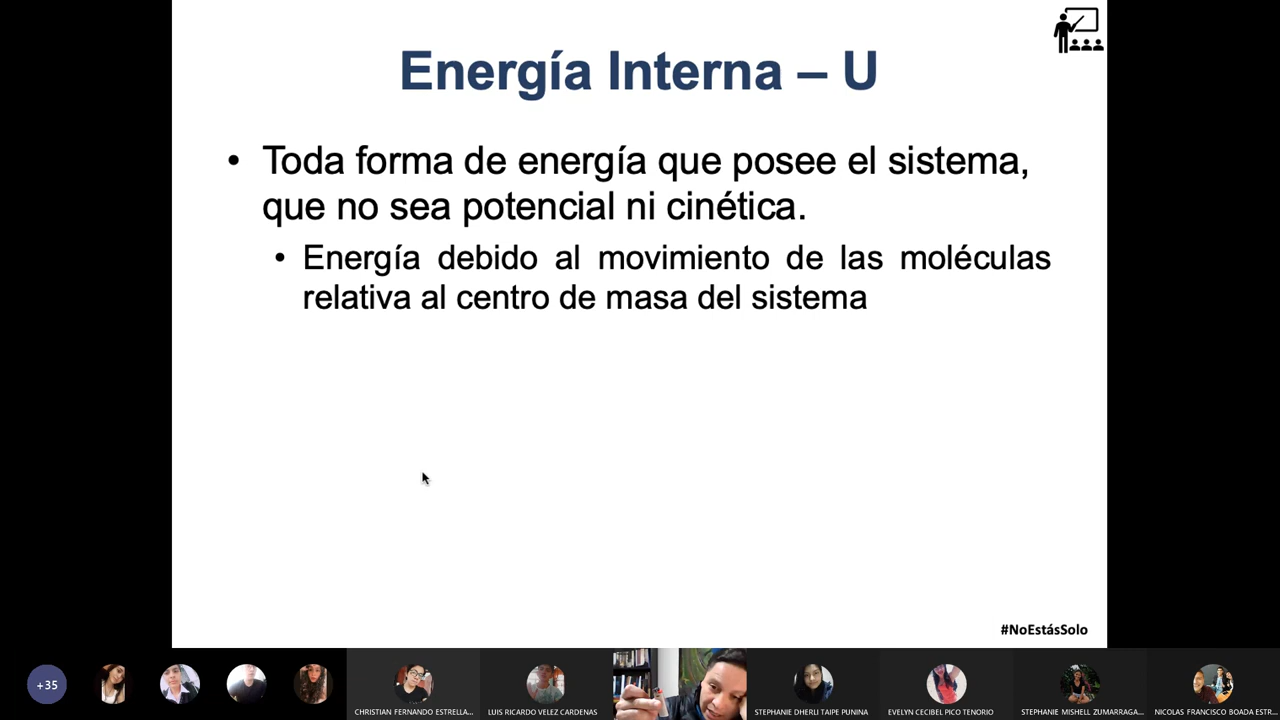 Energía Interna – U
• Toda forma de energía que posee el sistema,
que no sea potencial ni cinética.
• Energía debido al movimiento de las moléculas
relativa al centro de masa del sistema
#NoEstásSolo
+35
CHRISTIAN FERNANDO ESTRELLA...
LUIS RICARDO VELEZ CARDENAS
STEPHANIE DHERLI TAIPE PUNINA
EVELYN CECIBEL PICO TENORIO
STEPHANIE MISHELL ZUMARRAGA...
NICOLAS FRANCISCO BOADA ESTR...